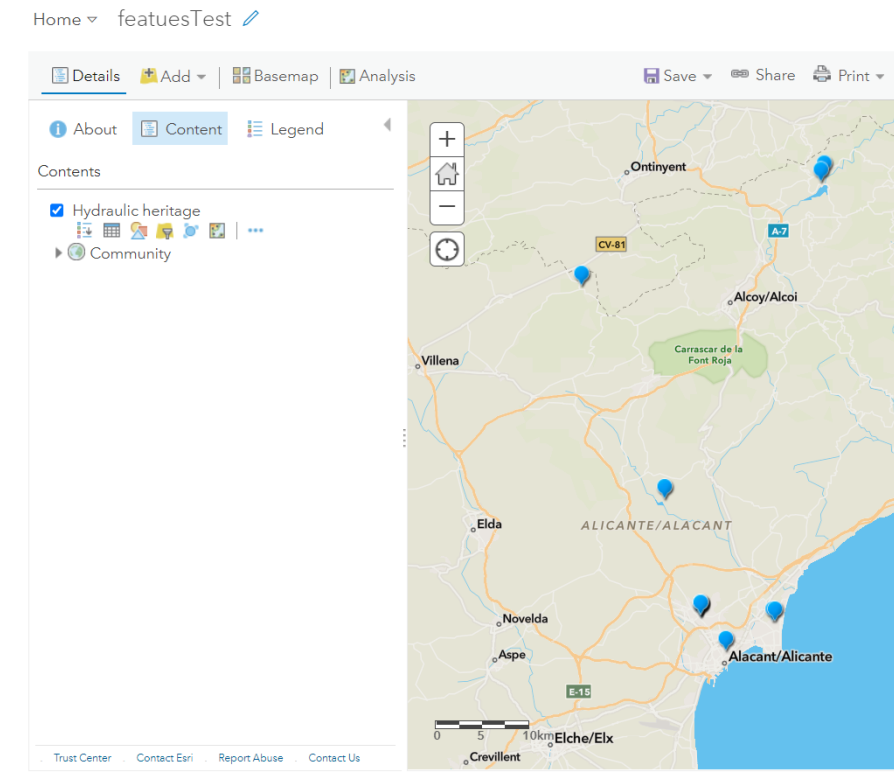 Home featuesTest
Details Add Basemap Analysis Save Share Print
About Content Legend
Contents
Hydraulic heritage
Community
Trust Center Contact Esri Report Abuse Contact Us
+
−
Ontinyent
A-7
CV-81
Alcoy/Alcoi
Carrascar de la
Font Roja
Villena
Elda
ALICANTE/ALACANT
Novelda
Aspe
Alacant/Alicante
E-15
0 5 10km
Elche/Elx
Crevillent